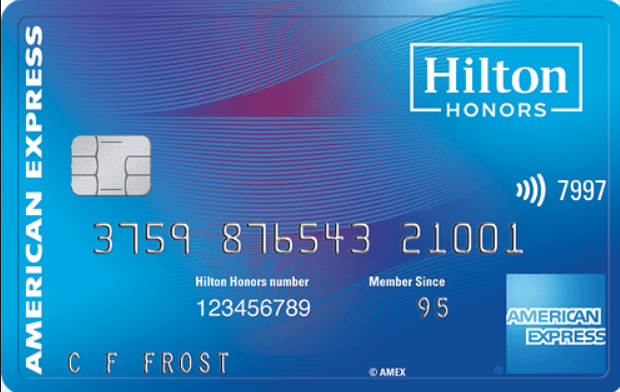 AMERICAN EXPRESS
Hilton
HONORS
7997
3759 876543 21001
Hilton Honors number
Member Since
123456789
95
AMERICAN
EXPRESS
C F FROST
© AMEX
®